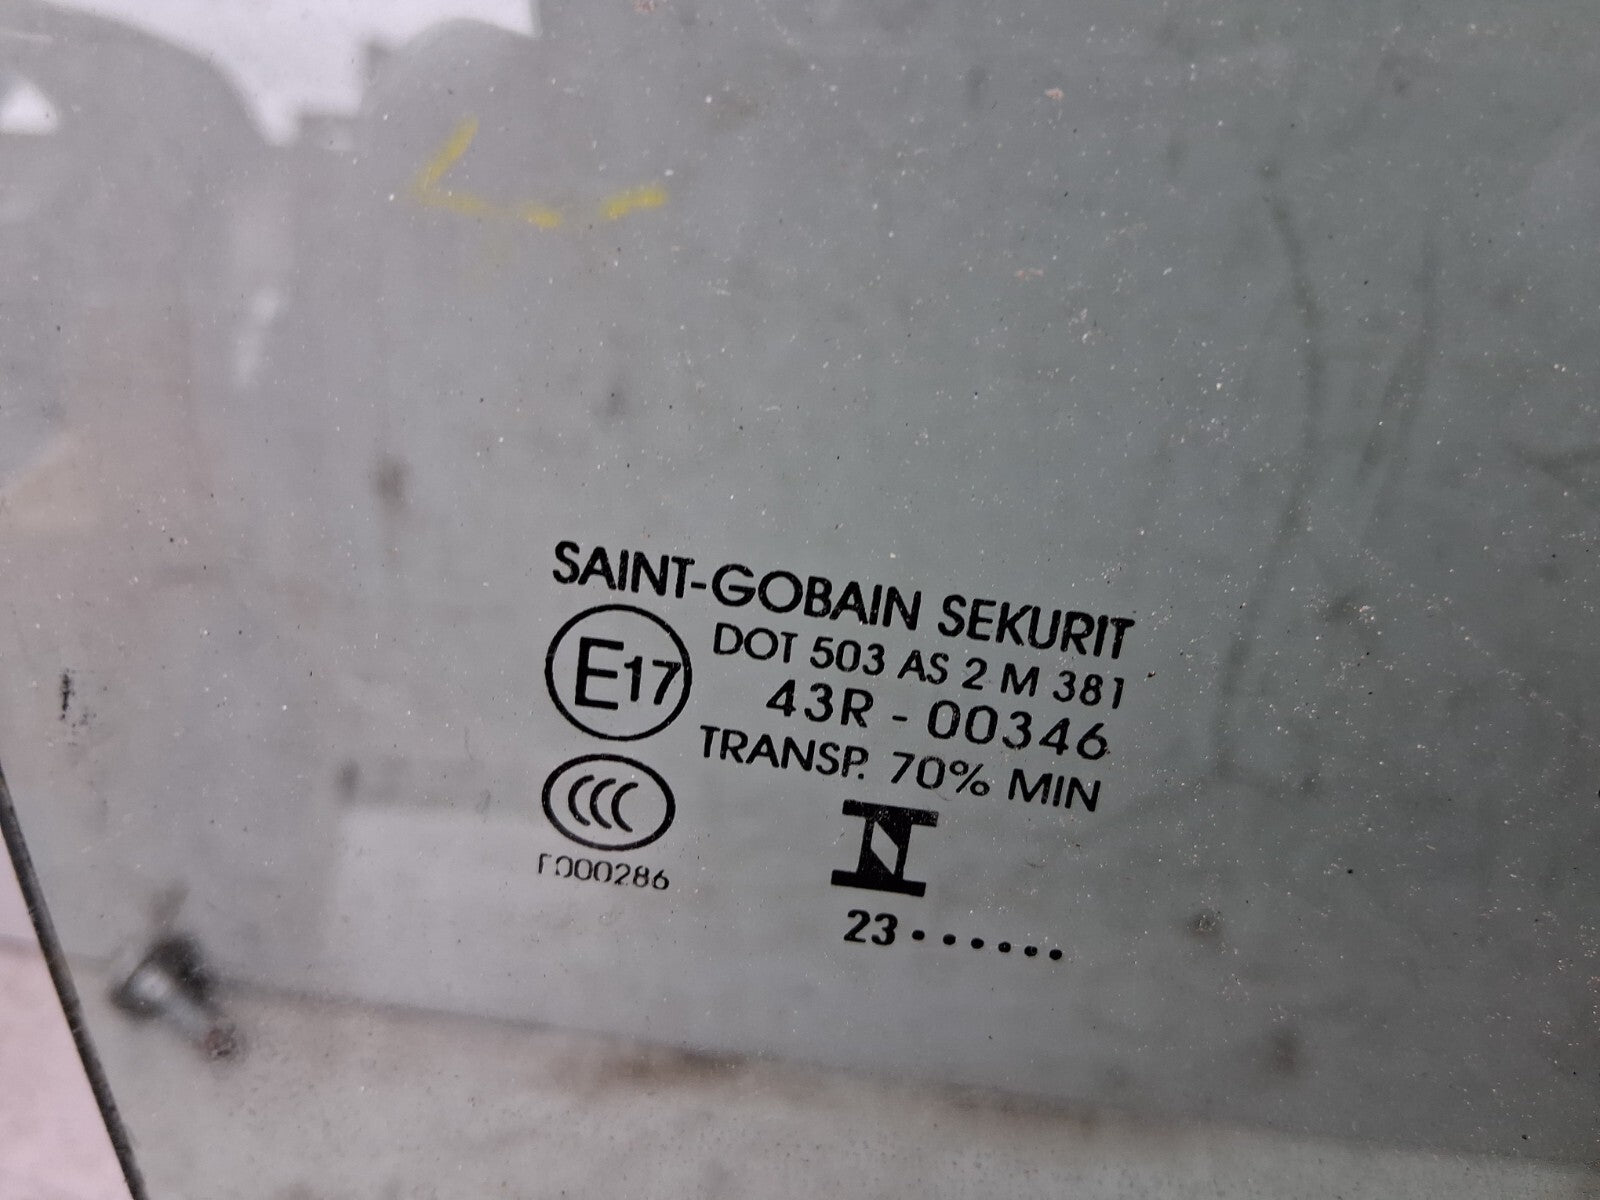 SAINT-GOBAIN SEKURIT
E17
DOT 503 AS 2 M 381
43R - 00346
TRANSP. 70% MIN
CCC
000286
23 • • • • • •